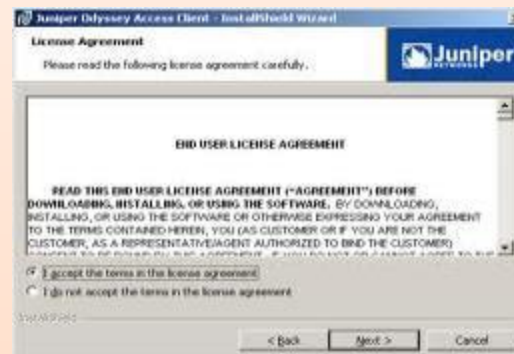 Juniper Odyssey Access Client - InstallShield Wizard
License Agreement
Please read the following license agreement carefully.
Juniper
NETWORKS
END USER LICENSE AGREEMENT
READ THIS END USER LICENSE AGREEMENT ("AGREEMENT") BEFORE
DOWNLOADING, INSTALLING, OR USING THE SOFTWARE. BY DOWNLOADING,
INSTALLING, OR USING THE SOFTWARE OR OTHERWISE EXPRESSING YOUR AGREEMENT
TO THE TERMS CONTAINED HEREIN, YOU (AS CUSTOMER OR IF YOU ARE NOT THE
CUSTOMER, AS A REPRESENTATIVE/AGENT AUTHORIZED TO BIND THE CUSTOMER)
I accept the terms in the license agreement
I do not accept the terms in the license agreement
InstallShield
< Back
Next >
Cancel